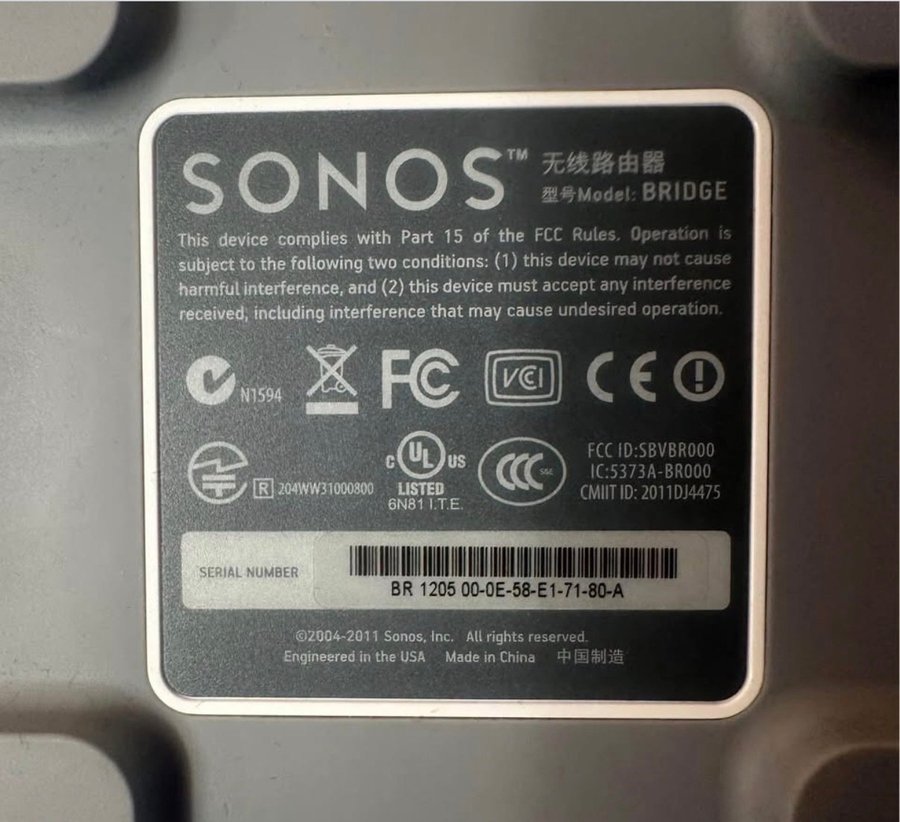 SONOS™ 无线路由器
型号Model: BRIDGE
This device complies with Part 15 of the FCC Rules. Operation is
subject to the following two conditions: (1) this device may not cause
harmful interference, and (2) this device must accept any interference
received, including interference that may cause undesired operation.
N1594 FC VCI CE
R 204WW31000800
c UL US
LISTED
6N81 I.T.E.
CCC S&E
FCC ID:SBVBR000
IC:5373A-BR000
CMIIT ID: 2011DJ4475
SERIAL NUMBER
BR 1205 00-0E-58-E1-71-80-A
©2004-2011 Sonos, Inc. All rights reserved.
Engineered in the USA Made in China 中国制造